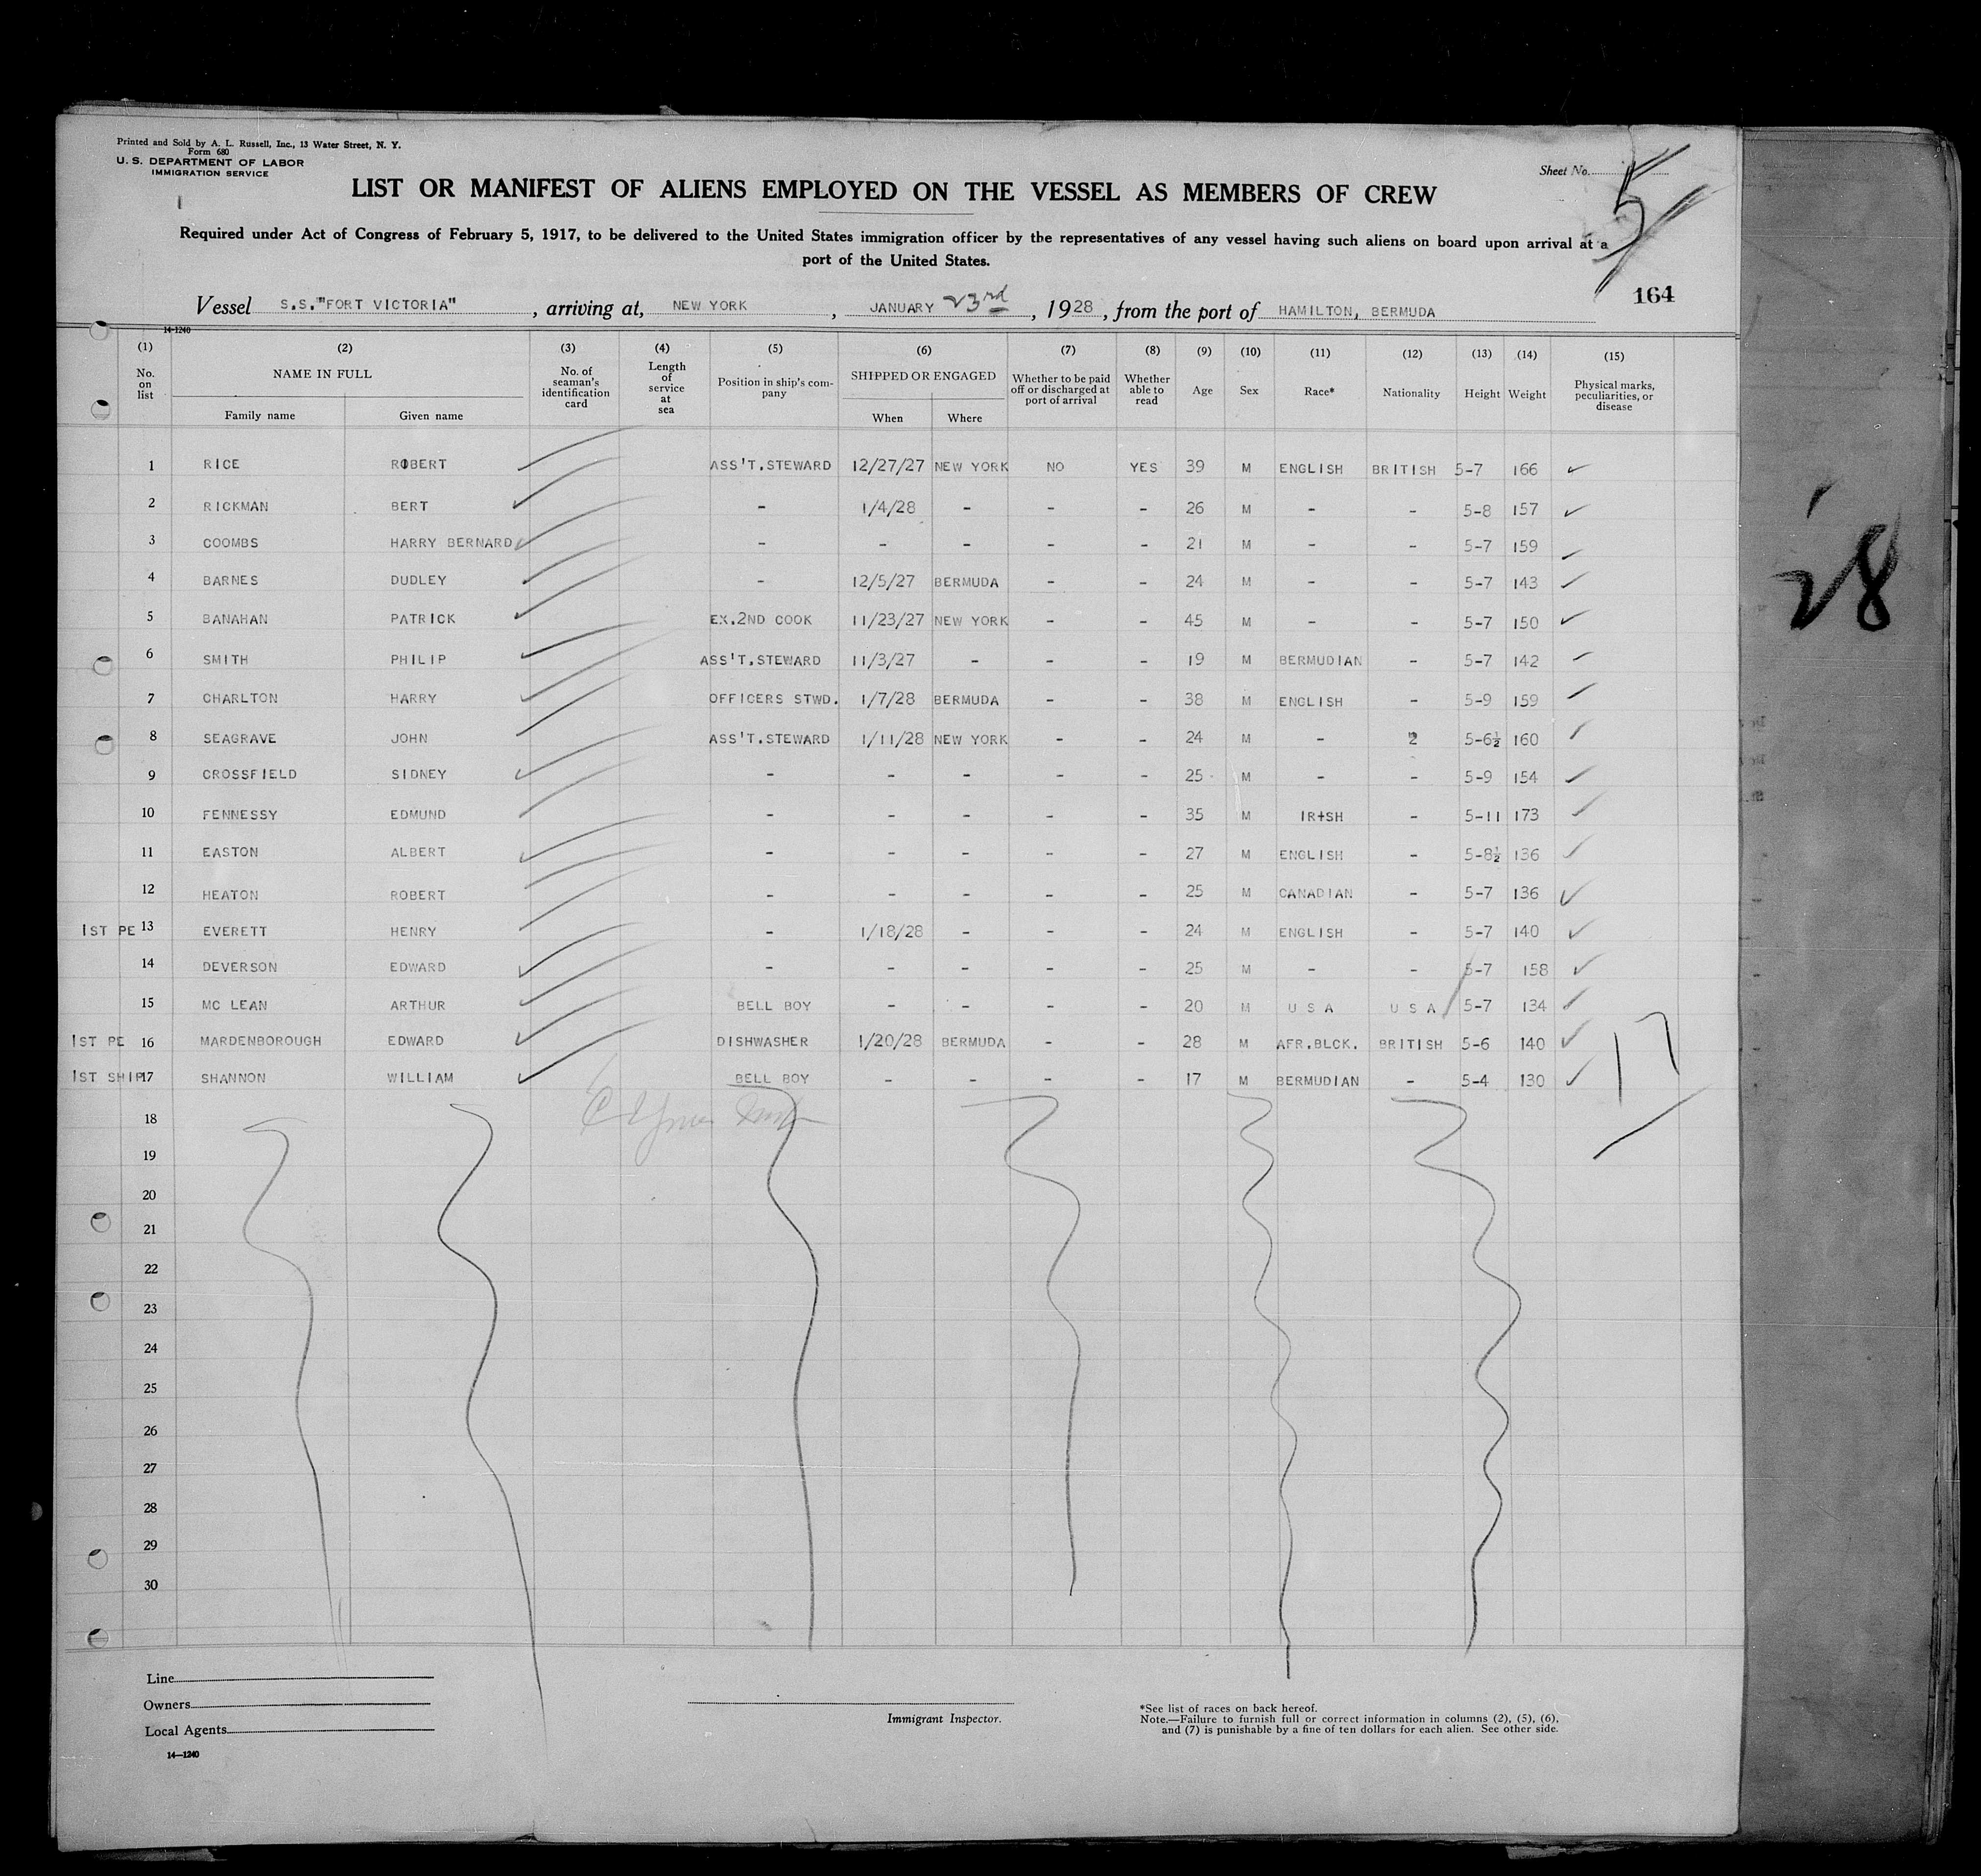 Printed and Sold by A. L. Russell, Inc., 13 Water Street, N. Y.
Form 680
U. S. DEPARTMENT OF LABOR
IMMIGRATION SERVICE
Sheet No. 5
LIST OR MANIFEST OF ALIENS EMPLOYED ON THE VESSEL AS MEMBERS OF CREW
Required under Act of Congress of February 5, 1917, to be delivered to the United States immigration officer by the representatives of any vessel having such aliens on board upon arrival at a
port of the United States.
164
Vessel S.S."FORT VICTORIA", arriving at, NEW YORK, JANUARY 23rd, 1928, from the port of HAMILTON, BERMUDA
14-1240
(1) (2) (3) (4) (5) (6) (7) (8) (9) (10) (11) (12) (13) (14) (15)
No. on list NAME IN FULL Family name Given name No. of seaman's identification card Length of service at sea Position in ship's company SHIPPED OR ENGAGED When Where Whether to be paid off or discharged at port of arrival Whether able to read Age Sex Race* Nationality Height Weight Physical marks, peculiarities, or disease
1 RICE ROBERT ASS'T.STEWARD 12/27/27 NEW YORK NO YES 39 M ENGLISH BRITISH 5-7 166
2 RICKMAN BERT - 1/4/28 - - - 26 M - - 5-8 157
3 COOMBS HARRY BERNARD - - - - - 21 M - - 5-7 159
4 BARNES DUDLEY - 12/5/27 BERMUDA - - 24 M - - 5-7 143
5 BANAHAN PATRICK EX.2ND COOK 11/23/27 NEW YORK - - 45 M - - 5-7 150
6 SMITH PHILIP ASS'T.STEWARD 11/3/27 - - - 19 M BERMUDIAN - 5-7 142
7 CHARLTON HARRY OFFICERS STWD. 1/7/28 BERMUDA - - 38 M ENGLISH - 5-9 159
8 SEAGRAVE JOHN ASS'T.STEWARD 1/11/28 NEW YORK - - 24 M - 2 5-6½ 160
9 CROSSFIELD SIDNEY - - - - - 25 M - - 5-9 154
10 FENNESSY EDMUND - - - - - 35 M IRISH - 5-11 173
11 EASTON ALBERT - - - - - 27 M ENGLISH - 5-8½ 136
12 HEATON ROBERT - - - - - 25 M CANADIAN - 5-7 136
1ST PE 13 EVERETT HENRY - 1/18/28 - - - 24 M ENGLISH - 5-7 140
14 DEVERSON EDWARD - - - - - 25 M - - 5-7 158
15 MC LEAN ARTHUR BELL BOY - - - - 20 M U S A U S A 5-7 134
1ST PE 16 MARDENBOROUGH EDWARD DISHWASHER 1/20/28 BERMUDA - - 28 M AFR.BLCK. BRITISH 5-6 140
1ST SHIP 17 SHANNON WILLIAM BELL BOY - - - - 17 M BERMUDIAN - 5-4 130
17
18
19
20
21
22
23
24
25
26
27
28
29
30
Line
Owners
Local Agents
14—1240
Immigrant Inspector.
*See list of races on back hereof.
Note.—Failure to furnish full or correct information in columns (2), (5), (6),
and (7) is punishable by a fine of ten dollars for each alien. See other side.
28